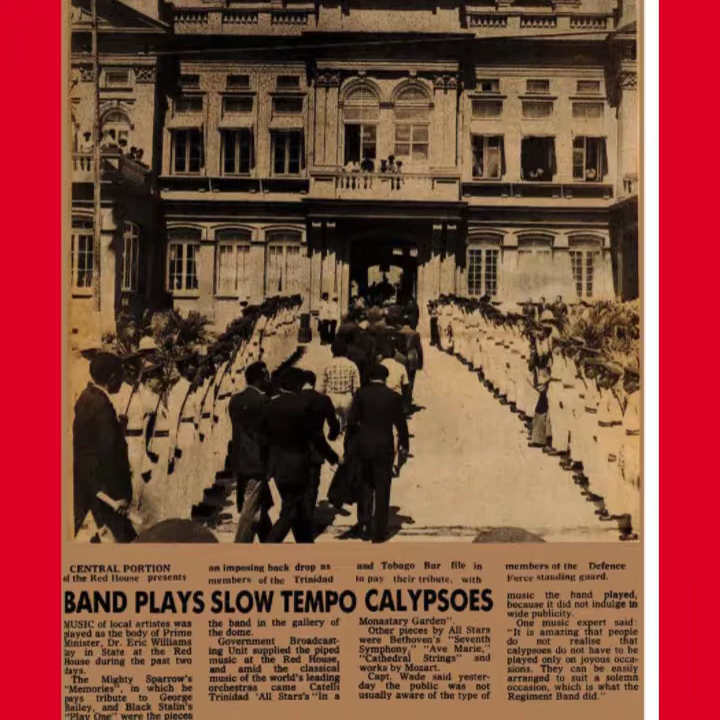 CENTRAL PORTION
of the Red House presents
an imposing back drop as
members of the Trinidad
and Tobago Bar file in
to pay their tribute, with
members of the Defence
Force standing guard.
BAND PLAYS SLOW TEMPO CALYPSOES
MUSIC of local artistes was
played as the body of Prime
Minister, Dr. Eric Williams
lay in State at the Red
House during the past two
days.
The Mighty Sparrow's
"Memories", in which he
pays tribute to George
Bailey, and Black Stalin's
"Play One" were the pieces
the band in the gallery of
the dome.
Government Broadcast-
ing Unit supplied the piped
music at the Red House,
and amid the classical
music of the world's leading
orchestras came Catelli
Trinidad 'All Stars's "In a
Monastary Garden".
Other pieces by All Stars
were Bethoven's "Seventh
Symphony," "Ave Marie,"
"Cathedral Strings" and
works by Mozart.
Capt. Wade said yester-
day the public was not
usually aware of the type of
music the band played,
because it did not indulge in
wide publicity.
One music expert said:
"It is amazing that people
do not realise that
calypsoes do not have to be
played only on joyous occa-
sions. They can be easily
arranged to suit a solemn
occasion, which is what the
Regiment Band did."